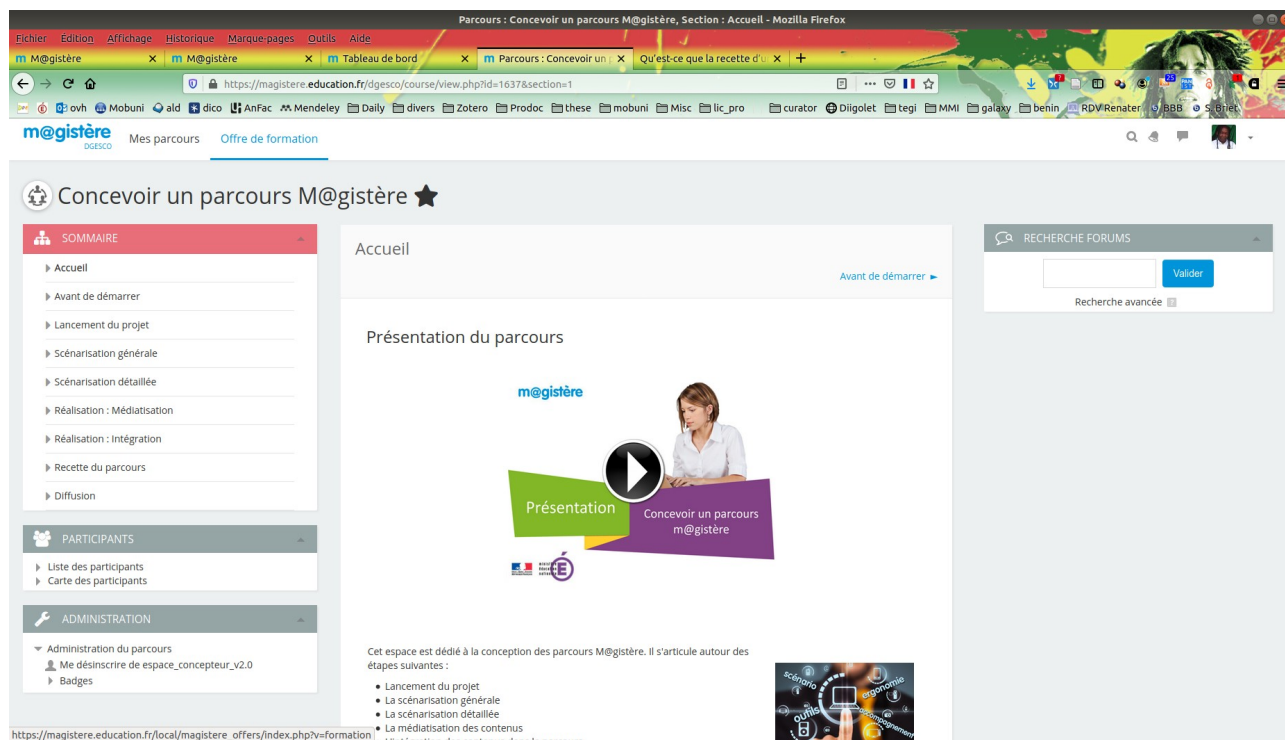 Parcours : Concevoir un parcours M@gistère, Section : Accueil - Mozilla Firefox
Fichier Edition Affichage Historique Marque-pages Outils Aide
M@gistère
M@gistère
Tableau de bord
Parcours : Concevoir un p
Qu'est-ce que la recette d'u
https://magistere.education.fr/dgesco/course/view.php?id=1637&section=1
ovh Mobuni ald dico AnFac Mendeley Daily divers Zotero Prodoc these mobuni Misc lic_pro curator Diigolet tegi MMI galaxy benin RDV Renater BBB S. Briet
m@gistère
DGESCO
Mes parcours Offre de formation
Concevoir un parcours M@gistère
SOMMAIRE
Accueil
Avant de démarrer
Lancement du projet
Scénarisation générale
Scénarisation détaillée
Réalisation : Médiatisation
Réalisation : Intégration
Recette du parcours
Diffusion
PARTICIPANTS
Liste des participants
Carte des participants
ADMINISTRATION
Administration du parcours
Me désinscrire de espace_concepteur_v2.0
Badges
Accueil
Avant de démarrer ►
Présentation du parcours
m@gistère
Présentation
Concevoir un parcours
m@gistère
Cet espace est dédié à la conception des parcours M@gistère. Il s'articule autour des
étapes suivantes :
Lancement du projet
La scénarisation générale
La scénarisation détaillée
La médiatisation des contenus
scénario
ergonomie
outils
accompagnement
RECHERCHE FORUMS
Valider
Recherche avancée
https://magistere.education.fr/local/magistere_offers/index.php?v=formation